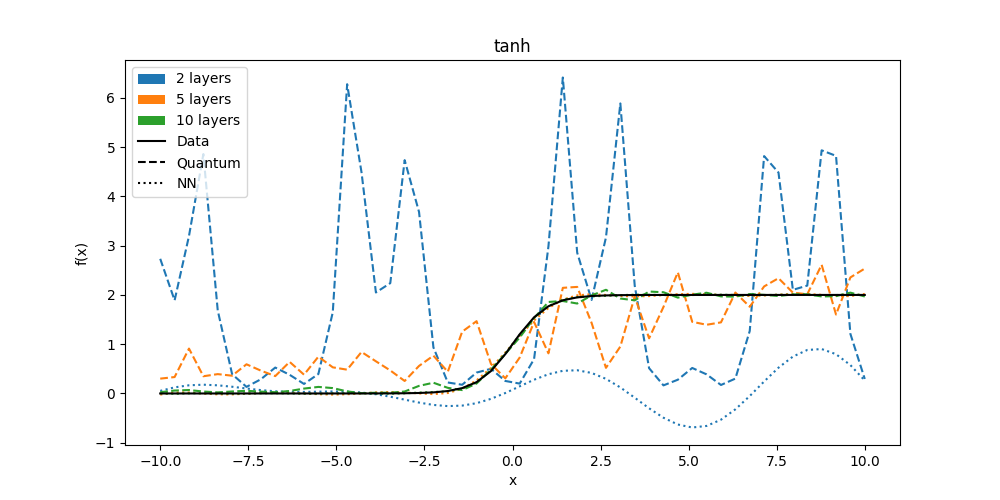 tanh
2 layers
5 layers
10 layers
Data
Quantum
NN
f(x)
6
5
4
3
2
1
0
−1
−10.0 −7.5 −5.0 −2.5 0.0 2.5 5.0 7.5 10.0
x